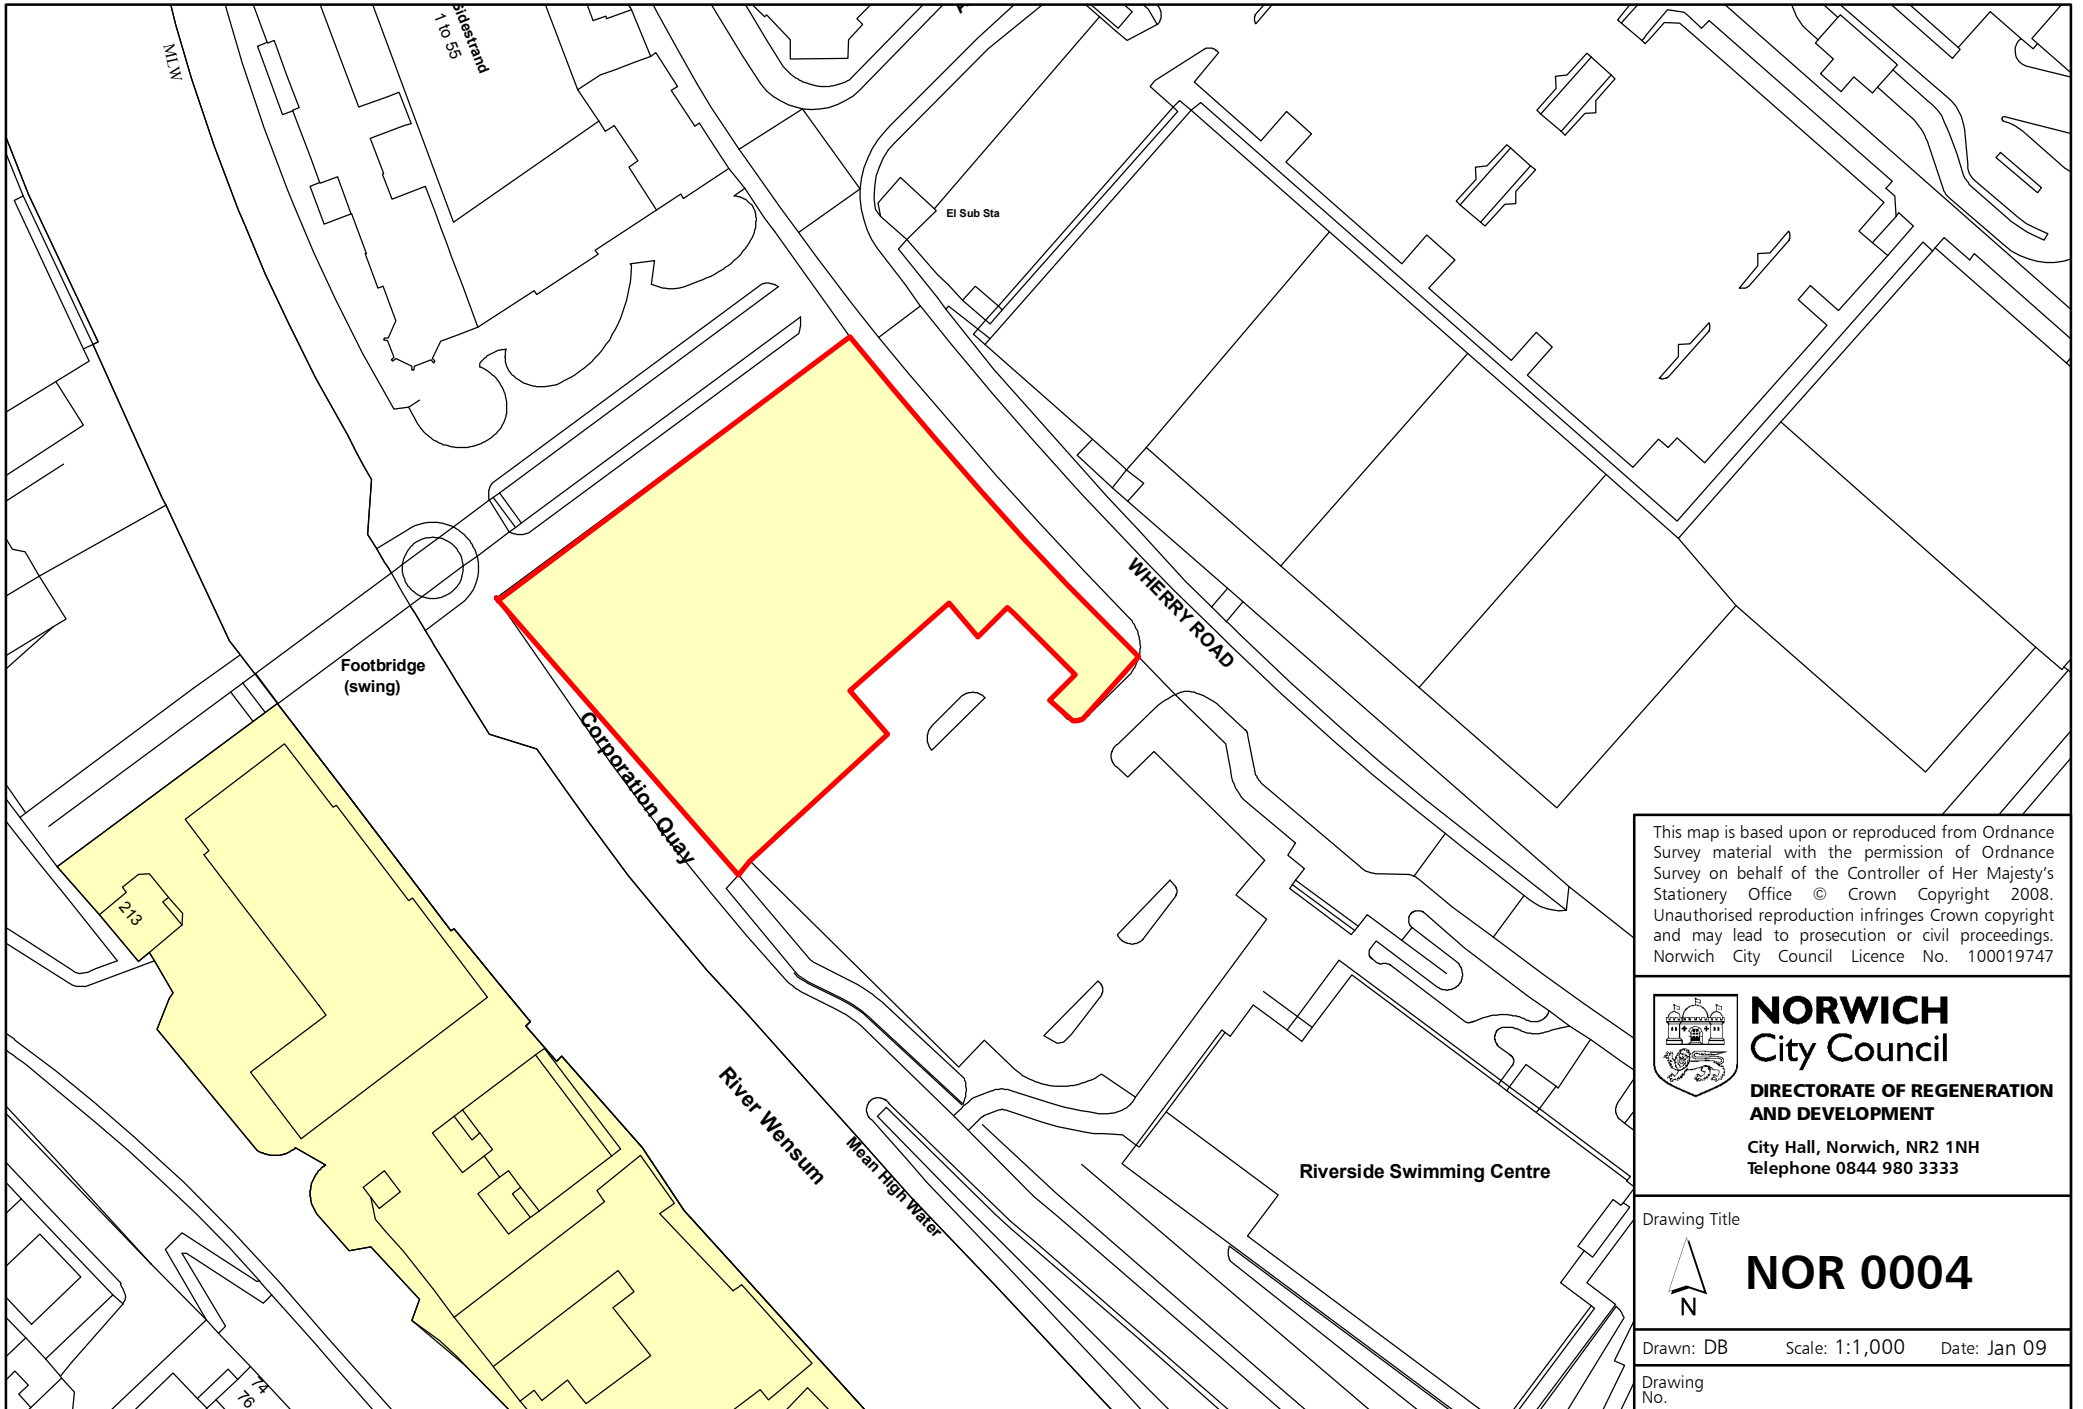 MLW
Sidestrand
1 to 55
El Sub Sta
WHERRY ROAD
Footbridge
(swing)
Corporation Quay
213
River Wensum
Mean High Water
Riverside Swimming Centre
74
76
This map is based upon or reproduced from Ordnance
Survey material with the permission of Ordnance
Survey on behalf of the Controller of Her Majesty's
Stationery Office © Crown Copyright 2008.
Unauthorised reproduction infringes Crown copyright
and may lead to prosecution or civil proceedings.
Norwich City Council Licence No. 100019747
NORWICH
City Council
DIRECTORATE OF REGENERATION
AND DEVELOPMENT
City Hall, Norwich, NR2 1NH
Telephone 0844 980 3333
Drawing Title
N
NOR 0004
Drawn: DB Scale: 1:1,000 Date: Jan 09
Drawing
No.